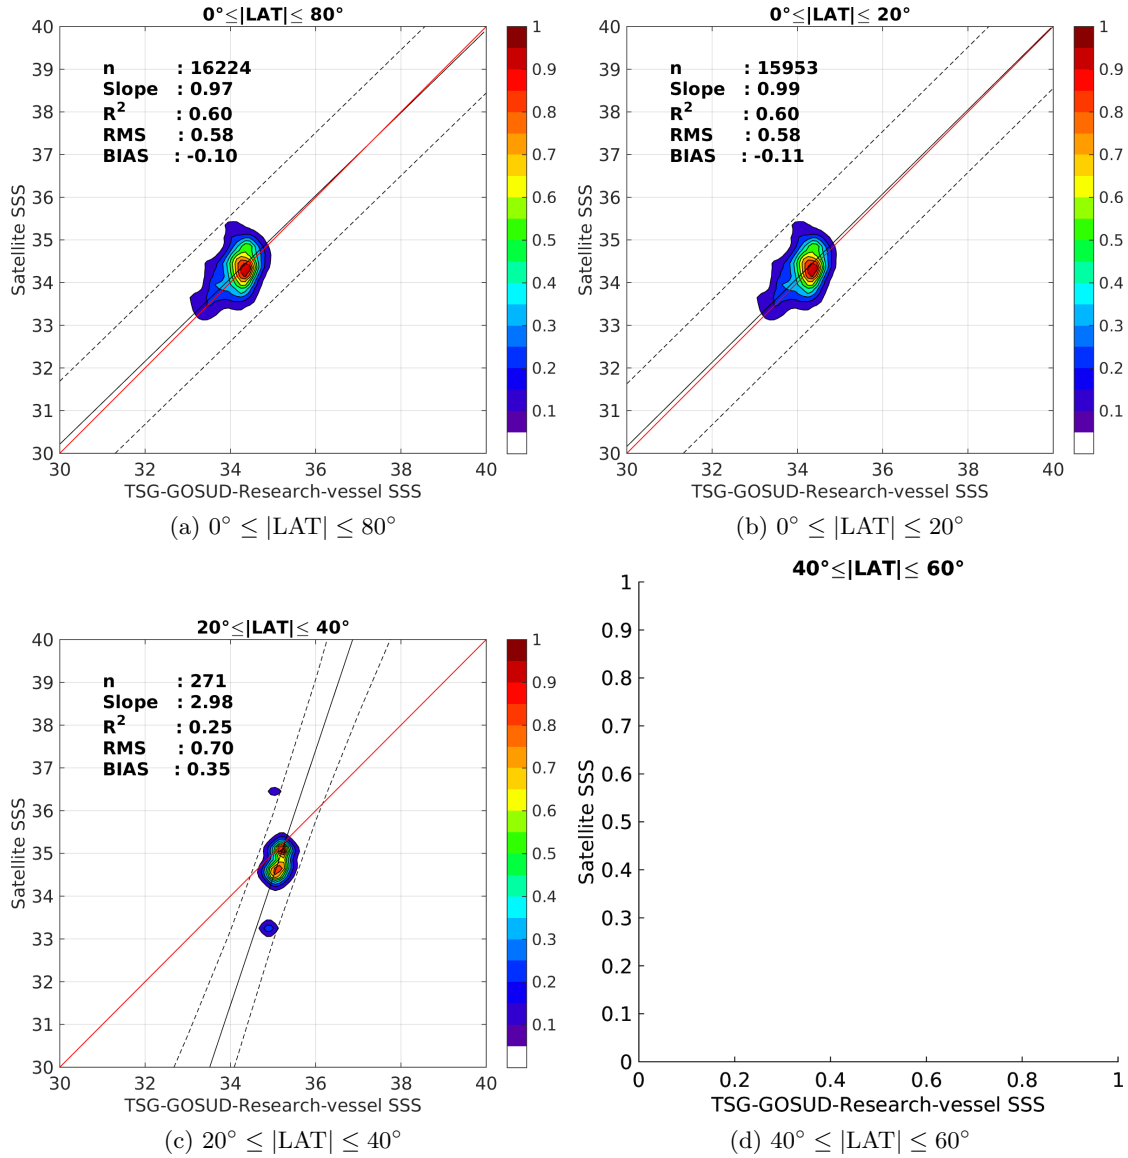 0°≤|LAT|≤ 80°
40
39
38
37
36
35
34
33
32
31
30
Satellite SSS
n : 16224
Slope : 0.97
R² : 0.60
RMS : 0.58
BIAS : -0.10
30 32 34 36 38 40
TSG-GOSUD-Research-vessel SSS
1
0.9
0.8
0.7
0.6
0.5
0.4
0.3
0.2
0.1
(a) 0° ≤ |LAT| ≤ 80°
0°≤|LAT|≤ 20°
40
39
38
37
36
35
34
33
32
31
30
Satellite SSS
n : 15953
Slope : 0.99
R² : 0.60
RMS : 0.58
BIAS : -0.11
30 32 34 36 38 40
TSG-GOSUD-Research-vessel SSS
1
0.9
0.8
0.7
0.6
0.5
0.4
0.3
0.2
0.1
(b) 0° ≤ |LAT| ≤ 20°
20°≤|LAT|≤ 40°
40
39
38
37
36
35
34
33
32
31
30
Satellite SSS
n : 271
Slope : 2.98
R² : 0.25
RMS : 0.70
BIAS : 0.35
30 32 34 36 38 40
TSG-GOSUD-Research-vessel SSS
1
0.9
0.8
0.7
0.6
0.5
0.4
0.3
0.2
0.1
(c) 20° ≤ |LAT| ≤ 40°
40°≤|LAT|≤ 60°
1
0.9
0.8
0.7
0.6
0.5
0.4
0.3
0.2
0.1
0
Satellite SSS
0 0.2 0.4 0.6 0.8 1
TSG-GOSUD-Research-vessel SSS
(d) 40° ≤ |LAT| ≤ 60°